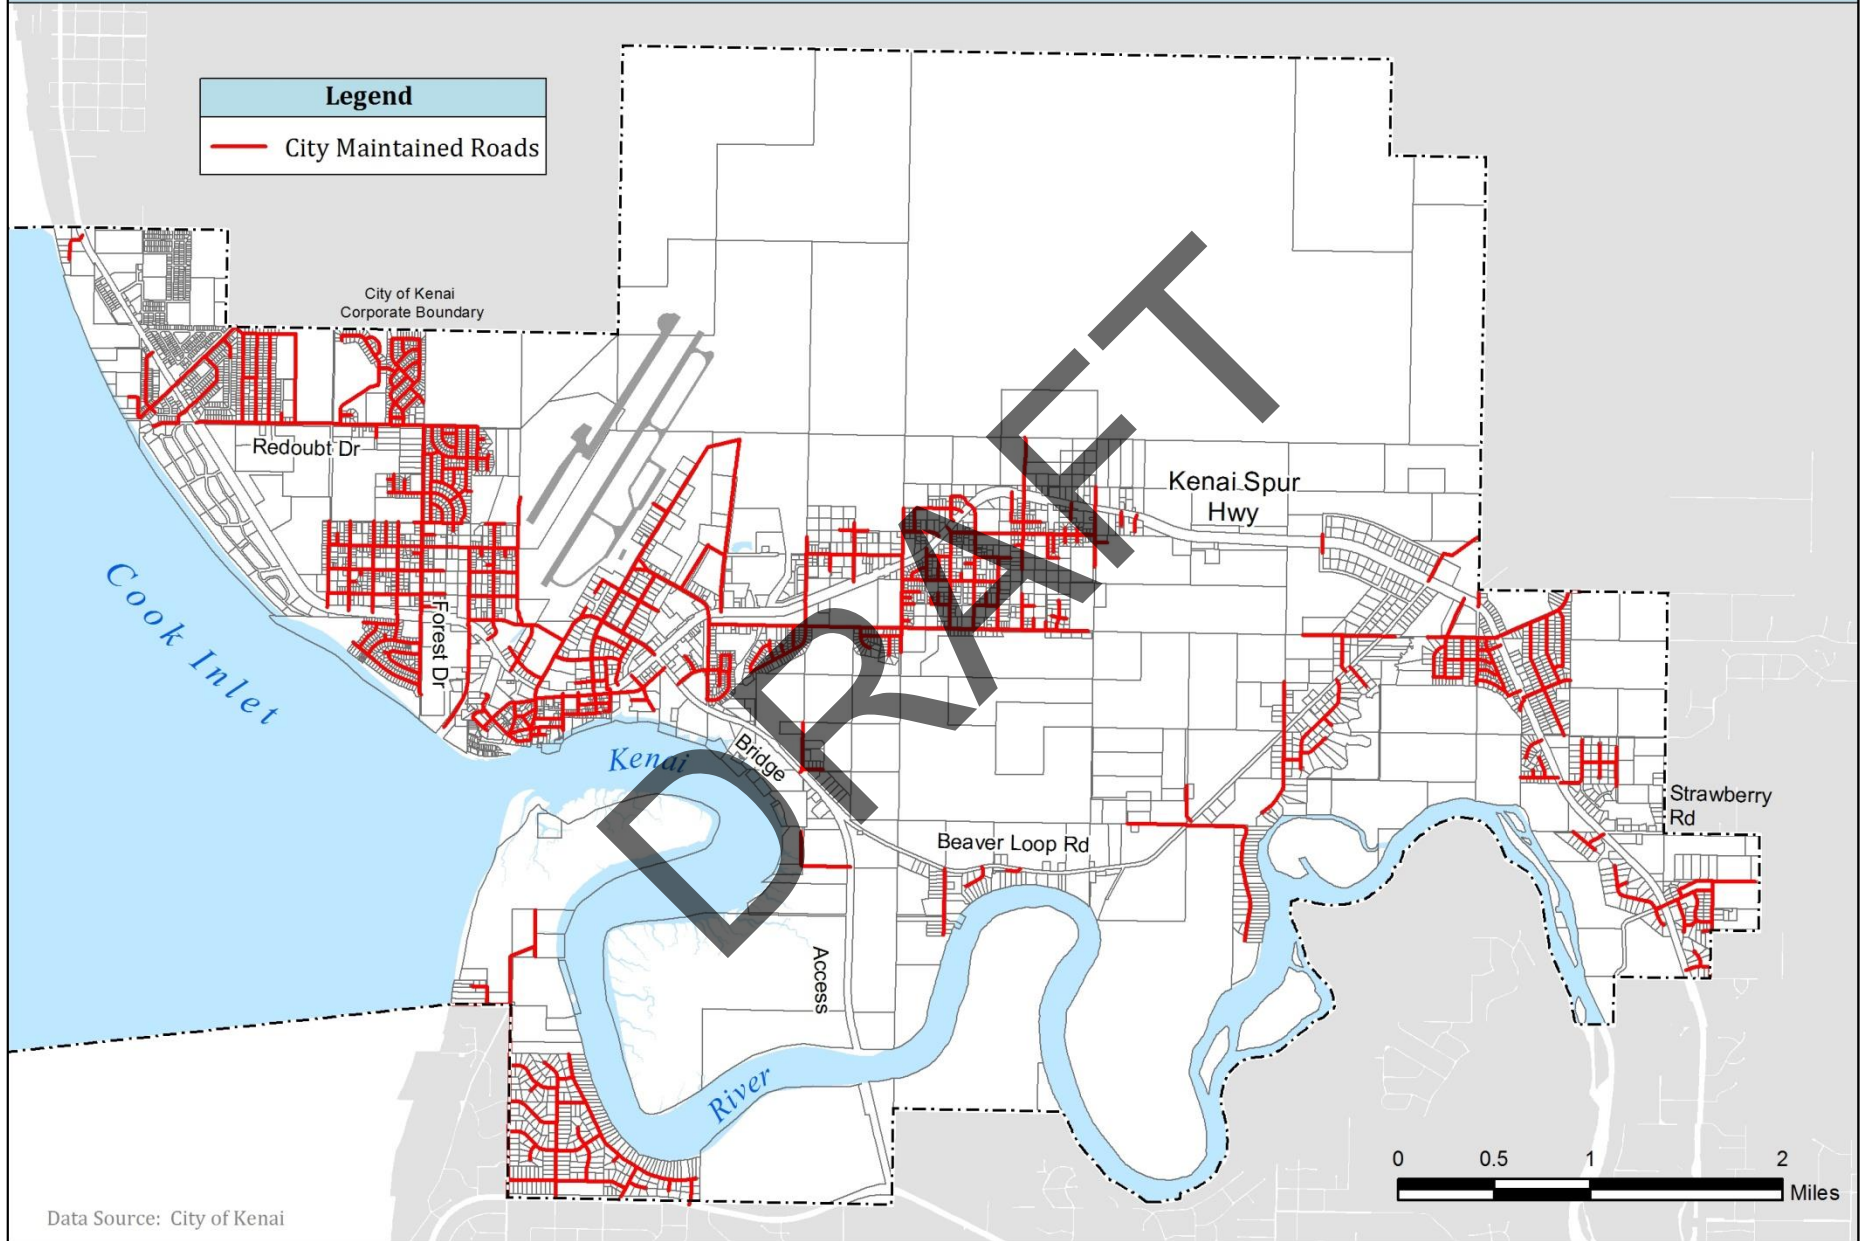 Legend
City Maintained Roads
City of Kenai
Corporate Boundary
Redoubt Dr
Kenai Spur
Hwy
Cook Inlet
Forest Dr
Kenai
Bridge
Strawberry
Rd
Beaver Loop Rd
Access
River
DRAFT
0 0.5 1 2
Miles
Data Source: City of Kenai